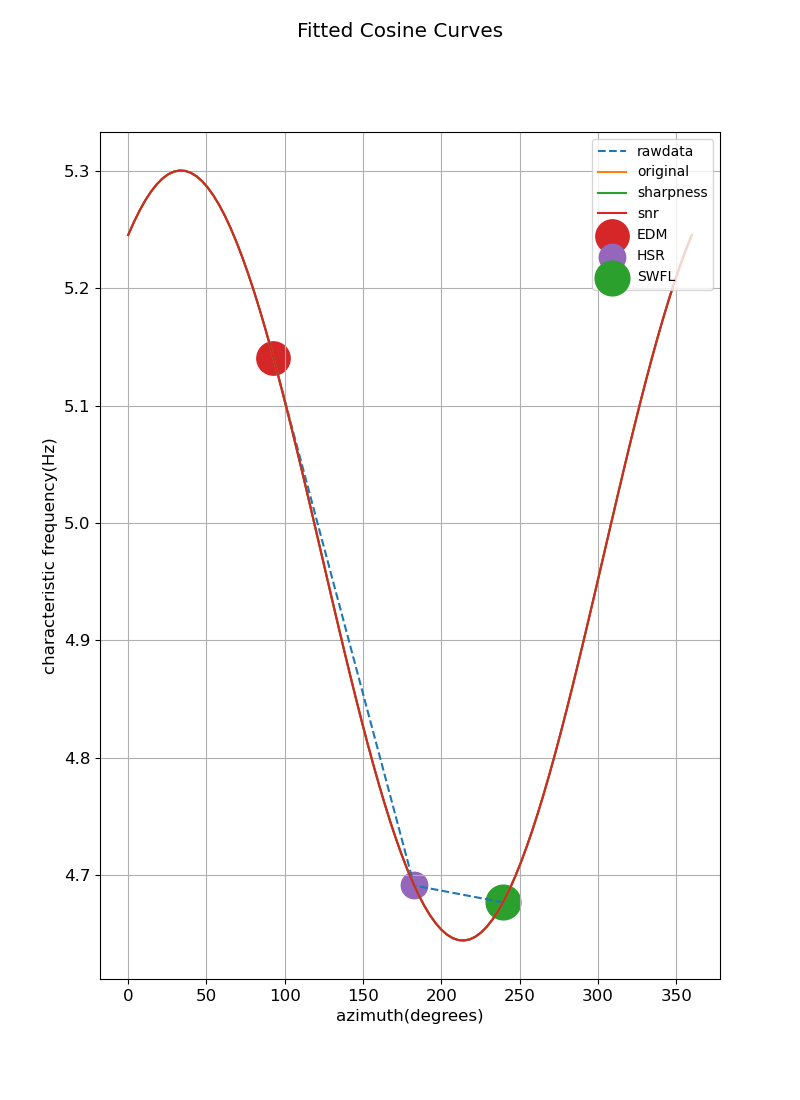 Fitted Cosine Curves
rawdata
original
sharpness
snr
EDM
HSR
SWFL
5.3
5.2
5.1
5.0
4.9
4.8
4.7
characteristic frequency(Hz)
0 50 100 150 200 250 300 350
azimuth(degrees)